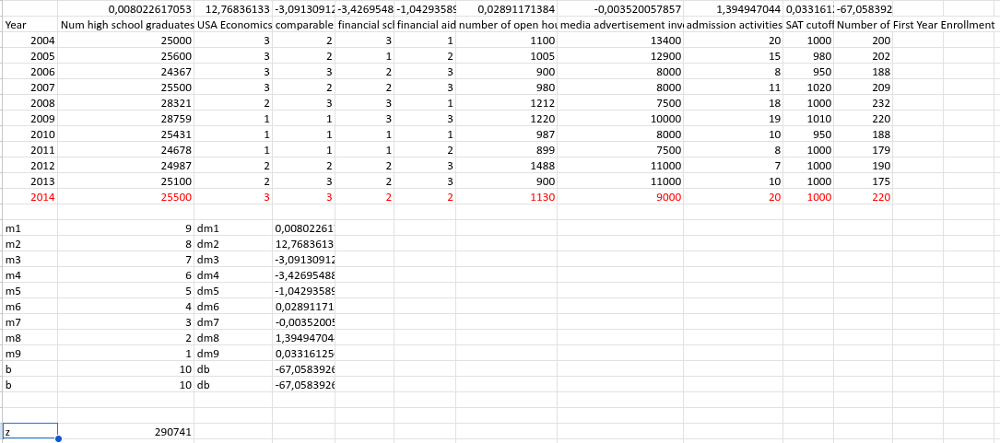 0,008022617053 12,76836133 -3,0913091 -3,4269548 -1,0429358 0,02891171384 -0,003520057857 1,394947044 0,033161 -67,058392
Year Num high school graduates USA Economics comparable financial scl financial aid number of open hou media advertisement inv admission activities SAT cutoff Number of First Year Enrollment
2004 25000 3 2 3 1 1100 13400 20 1000 200
2005 25600 3 2 1 2 1005 12900 15 980 202
2006 24367 3 3 2 3 900 8000 8 950 188
2007 25500 3 2 2 3 980 8000 11 1020 209
2008 28321 2 3 3 1 1212 7500 18 1000 232
2009 28759 1 1 3 3 1220 10000 19 1010 220
2010 25431 1 1 1 1 987 8000 10 950 188
2011 24678 1 1 1 2 899 7500 8 1000 179
2012 24987 2 2 2 3 1488 11000 7 1000 190
2013 25100 2 3 2 3 900 11000 10 1000 175
2014 25500 3 3 2 2 1130 9000 20 1000 220
m1 9 dm1 0,00802261
m2 8 dm2 12,7683613
m3 7 dm3 -3,0913091
m4 6 dm4 -3,4269548
m5 5 dm5 -1,0429358
m6 4 dm6 0,02891171
m7 3 dm7 -0,0035200
m8 2 dm8 1,39494704
m9 1 dm9 0,0331612
b 10 db -67,058392
b 10 db -67,058392
z 290741